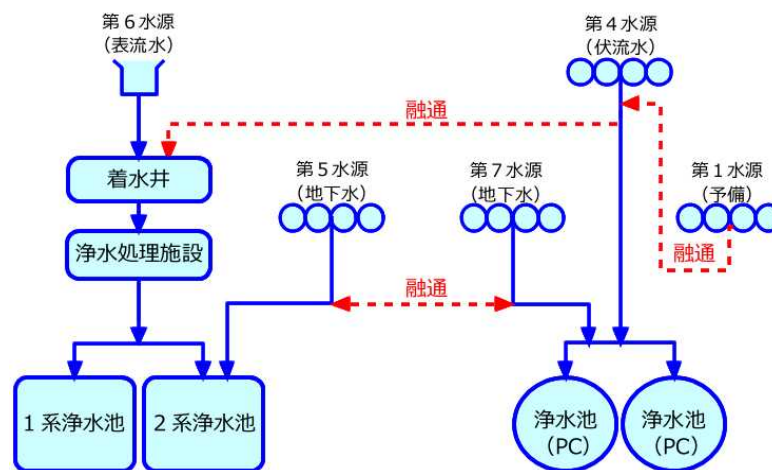 第６水源
（表流水）
第４水源
（伏流水）
融通
第５水源
（地下水）
第７水源
（地下水）
第１水源
（予備）
着水井
融通
浄水処理施設
融通
１系浄水池
２系浄水池
浄水池
（PC）
浄水池
（PC）